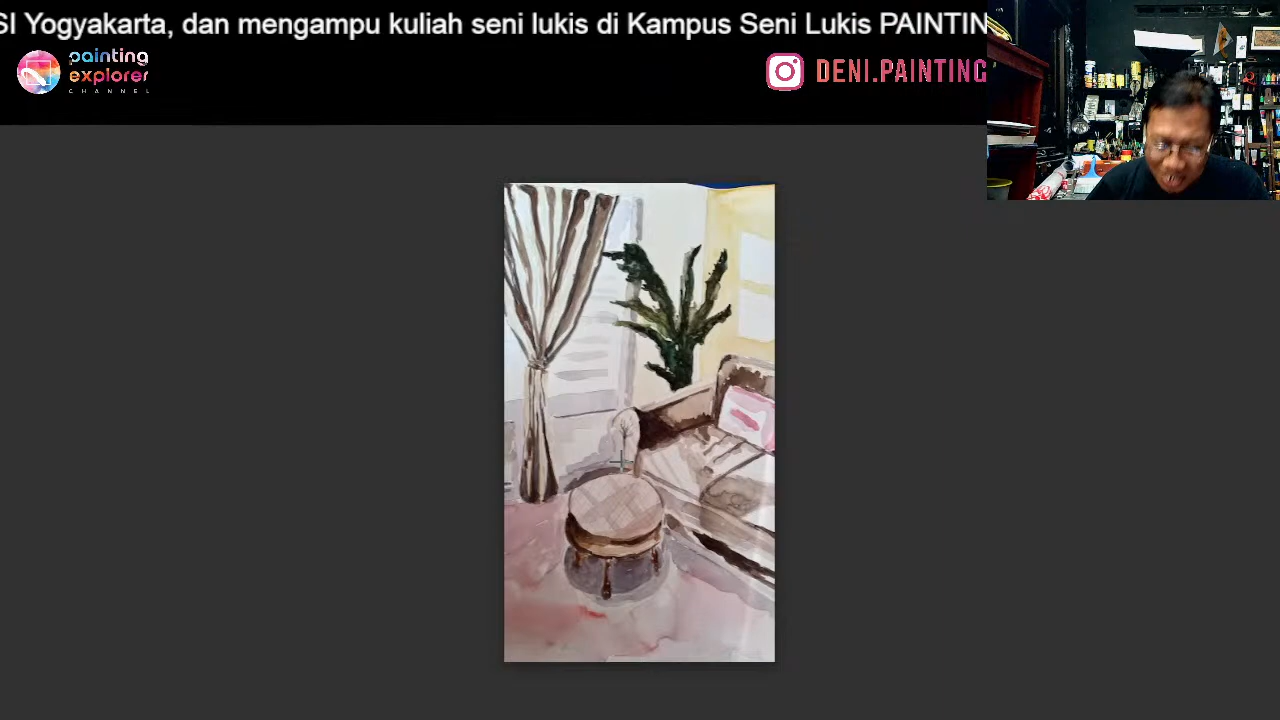 SI Yogyakarta, dan mengampu kuliah seni lukis di Kampus Seni Lukis PAINTIN
painting
explorer
CHANNEL
DENI.PAINTING